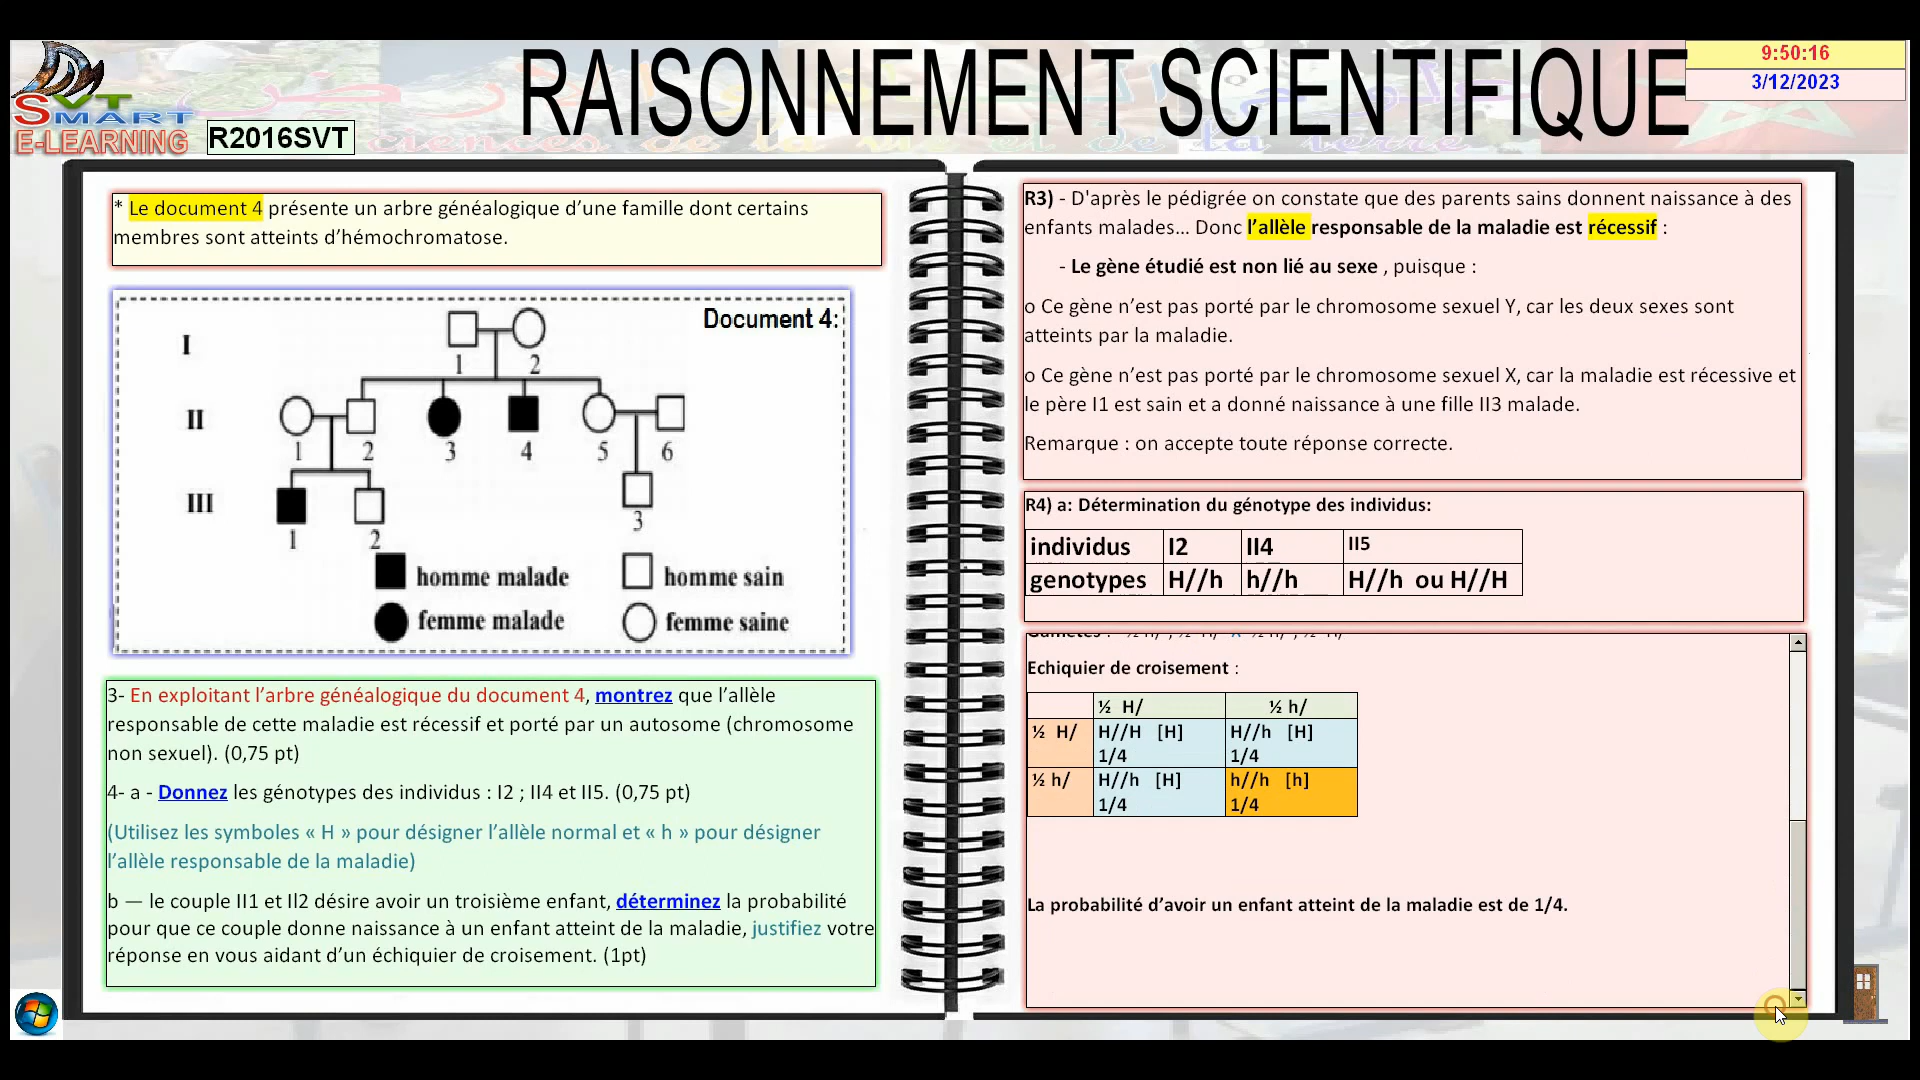 RAISONNEMENT SCIENTIFIQUE
9:50:16
3/12/2023
SVT
SMART
E-LEARNING
R2016SVT
* Le document 4 présente un arbre généalogique d’une famille dont certains
membres sont atteints d’hémochromatose.
Document 4:
I
1 2
II
1 2 3 4 5 6
III
1 2 3
homme malade
homme sain
femme malade
femme saine
3- En exploitant l’arbre généalogique du document 4, montrez que l’allèle
responsable de cette maladie est récessif et porté par un autosome (chromosome
non sexuel). (0,75 pt)
4- a - Donnez les génotypes des individus : I2 ; II4 et II5. (0,75 pt)
(Utilisez les symboles « H » pour désigner l’allèle normal et « h » pour désigner
l’allèle responsable de la maladie)
b — le couple II1 et II2 désire avoir un troisième enfant, déterminez la probabilité
pour que ce couple donne naissance à un enfant atteint de la maladie, justifiez votre
réponse en vous aidant d’un échiquier de croisement. (1pt)
R3) - D'après le pédigrée on constate que des parents sains donnent naissance à des
enfants malades... Donc l’allèle responsable de la maladie est récessif :
- Le gène étudié est non lié au sexe , puisque :
o Ce gène n’est pas porté par le chromosome sexuel Y, car les deux sexes sont
atteints par la maladie.
o Ce gène n’est pas porté par le chromosome sexuel X, car la maladie est récessive et
le père I1 est sain et a donné naissance à une fille II3 malade.
Remarque : on accepte toute réponse correcte.
R4) a: Détermination du génotype des individus:
individus I2 II4 II5
genotypes H//h h//h H//h ou H//H
Echiquier de croisement :
½ H/ ½ h/
½ H/ H//H [H] H//h [H]
1/4 1/4
½ h/ H//h [H] h//h [h]
1/4 1/4
La probabilité d’avoir un enfant atteint de la maladie est de 1/4.